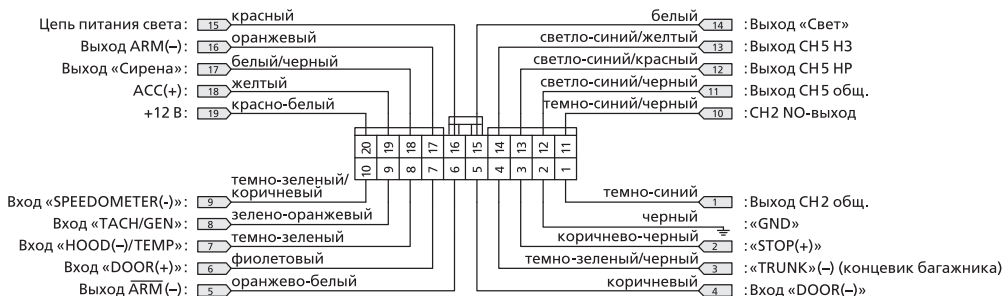 Цепь питания света: 15 красный
Выход ARM(–): 16 оранжевый
Выход «Сирена»: 17 белый/черный
ACC(+): 18 желтый
+12 В: 19 красно-белый
белый 14 :Выход «Свет»
светло-синий/желтый 13 :Выход CH5 НЗ
светло-синий/красный 12 :Выход CH5 НР
светло-синий/черный 11 :Выход CH5 общ.
темно-синий/черный 10 :CH2 NO-выход
20 19 18 17 16 15 14 13 12 11
10 9 8 7 6 5 4 3 2 1
темно-зеленый/
Вход «SPEEDOMETER(-)»: 9 коричневый
Вход «TACH/GEN»: 8 зелено-оранжевый
Вход «HOOD(–)/TEMP»: 7 темно-зеленый
Вход «DOOR(+)»: 6 фиолетовый
Выход ARM(–): 5 оранжево-белый
темно-синий 1 :Выход CH2 общ.
черный :«GND»
коричнево-черный 2 :«STOP(+)»
темно-зеленый/черный 3 :«TRUNK»(–) (концевик багажника)
коричневый 4 :Вход «DOOR(–)»